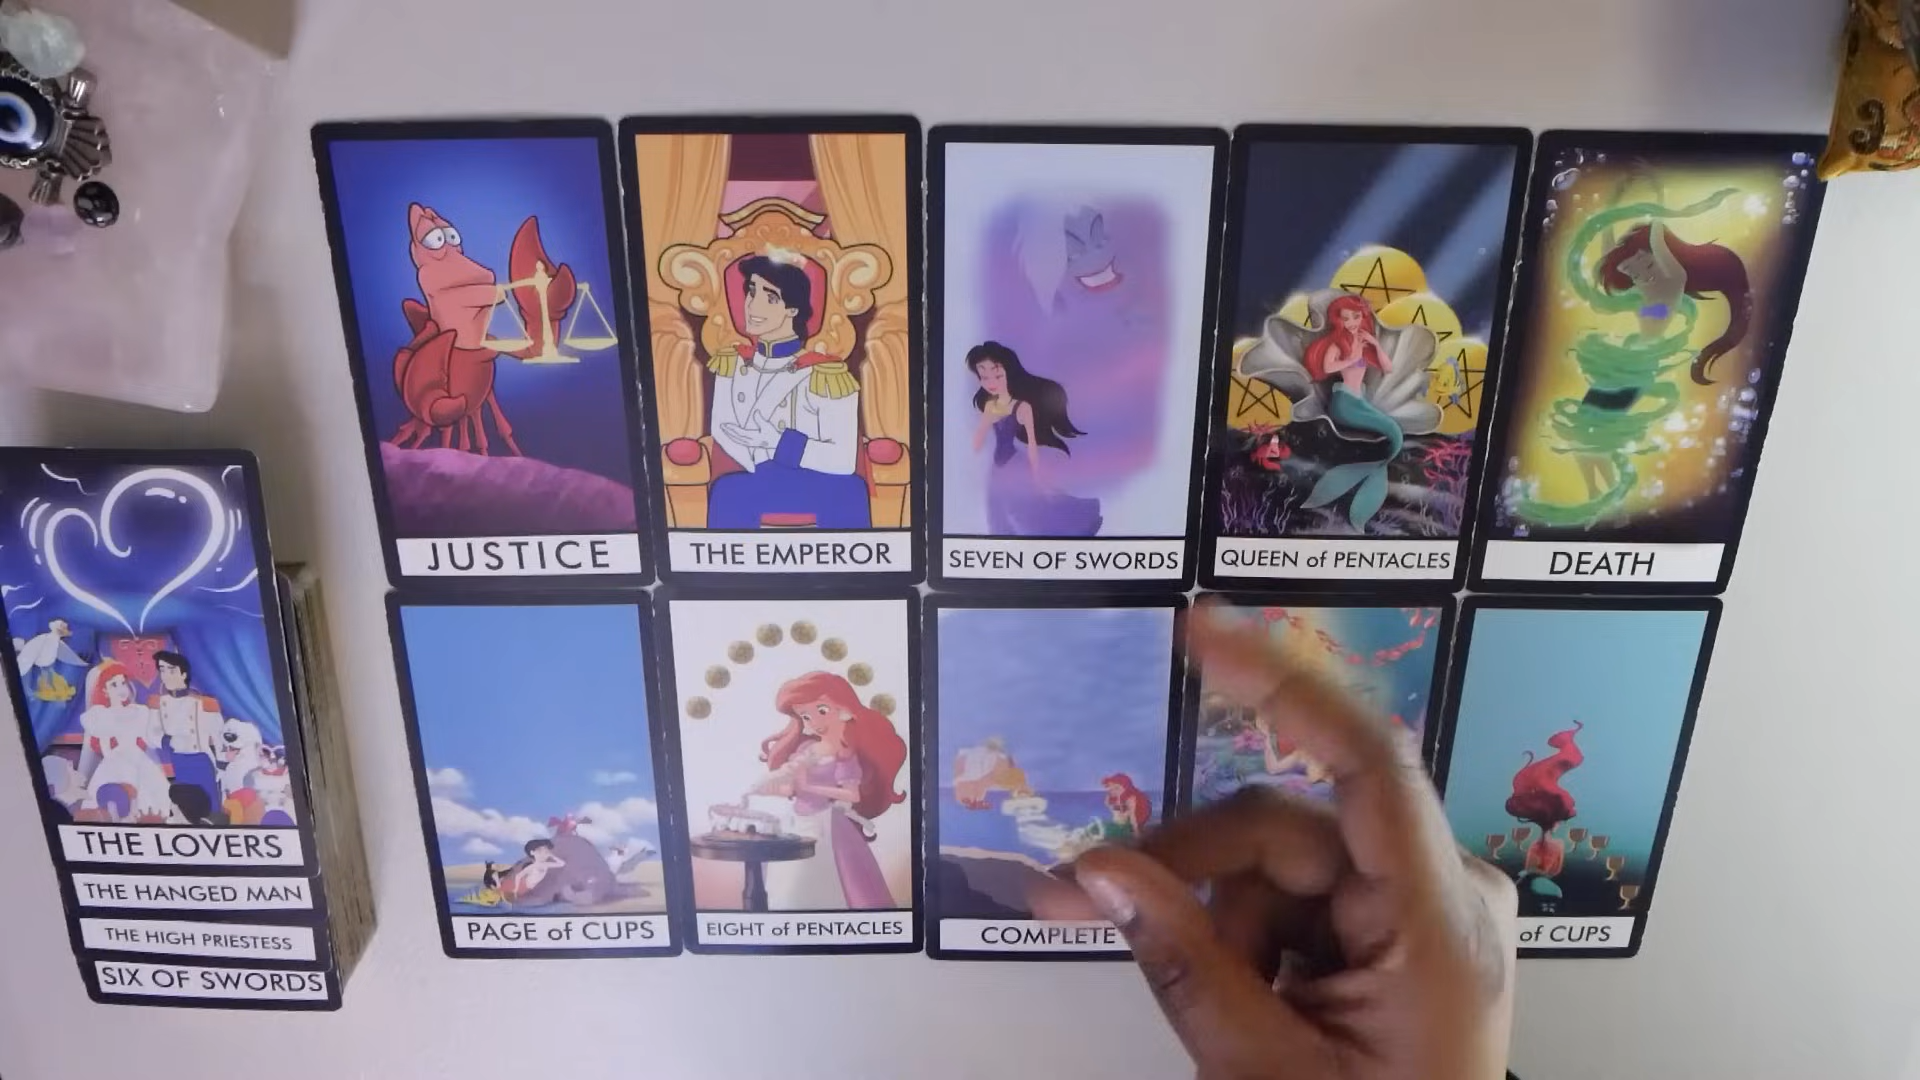 JUSTICE
THE EMPEROR
SEVEN OF SWORDS
QUEEN of PENTACLES
DEATH
PAGE of CUPS
EIGHT of PENTACLES
COMPLETE
of CUPS
THE LOVERS
THE HANGED MAN
THE HIGH PRIESTESS
SIX OF SWORDS